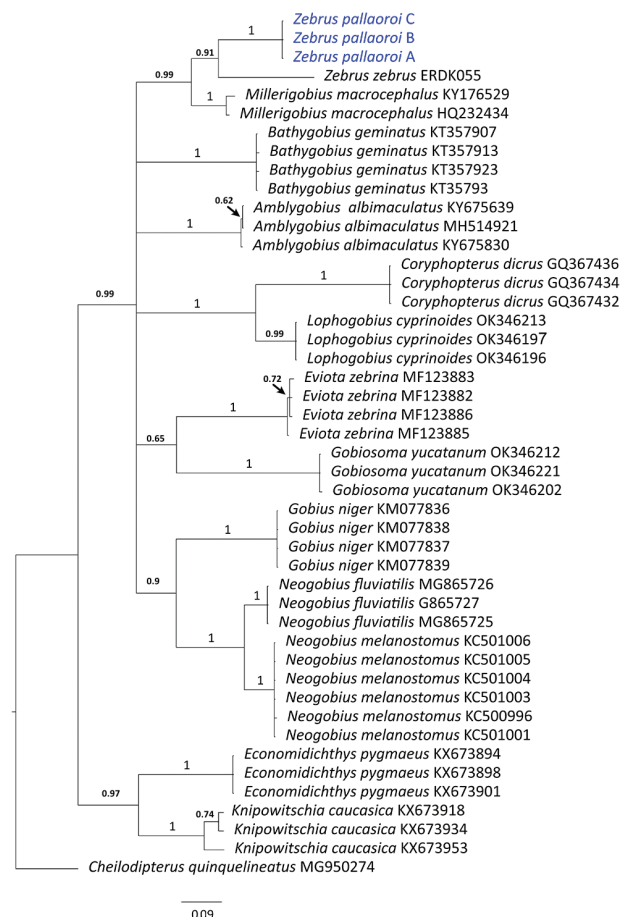 Zebrus pallaoroi C
1
Zebrus pallaoroi B
0.91
Zebrus pallaoroi A
0.99
Zebrus zebrus ERDK055
1
Millerigobius macrocephalus KY176529
Millerigobius macrocephalus HQ232434
Bathygobius geminatus KT357907
1
Bathygobius geminatus KT357913
Bathygobius geminatus KT357923
Bathygobius geminatus KT35793
0.62
Amblygobius albimaculatus KY675639
1
Amblygobius albimaculatus MH514921
Amblygobius albimaculatus KY675830
Coryphopterus dicrus GQ367436
1
Coryphopterus dicrus GQ367434
0.99
1
Coryphopterus dicrus GQ367432
Lophogobius cyprinoides OK346213
0.99
Lophogobius cyprinoides OK346197
Lophogobius cyprinoides OK346196
0.72
Eviota zebrina MF123883
Eviota zebrina MF123882
1
Eviota zebrina MF123886
Eviota zebrina MF123885
0.65
Gobiosoma yucatanum OK346212
1
Gobiosoma yucatanum OK346221
Gobiosoma yucatanum OK346202
Gobius niger KM077836
1
Gobius niger KM077838
Gobius niger KM077837
Gobius niger KM077839
0.9
Neogobius fluviatilis MG865726
1
Neogobius fluviatilis G865727
Neogobius fluviatilis MG865725
1
Neogobius melanostomus KC501006
Neogobius melanostomus KC501005
1
Neogobius melanostomus KC501004
Neogobius melanostomus KC501003
Neogobius melanostomus KC500996
Neogobius melanostomus KC501001
Economidichthys pygmaeus KX673894
1
Economidichthys pygmaeus KX673898
0.97
Economidichthys pygmaeus KX673901
0.74
Knipowitschia caucasica KX673918
1
Knipowitschia caucasica KX673934
Knipowitschia caucasica KX673953
Cheilodipterus quinquelineatus MG950274
0.09